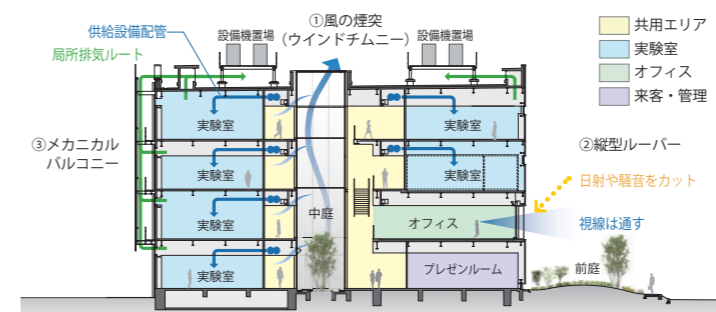 ①風の煙突
(ウインドチムニー)
供給設備配管
局所排気ルート
設備機置場
設備機置場
共用エリア
実験室
オフィス
来客・管理
③メカニカル
バルコニー
②縦型ルーバー
日射や騒音をカット
視線は通す
実験室
実験室
実験室
実験室
実験室
実験室
中庭
オフィス
プレゼンルーム
前庭